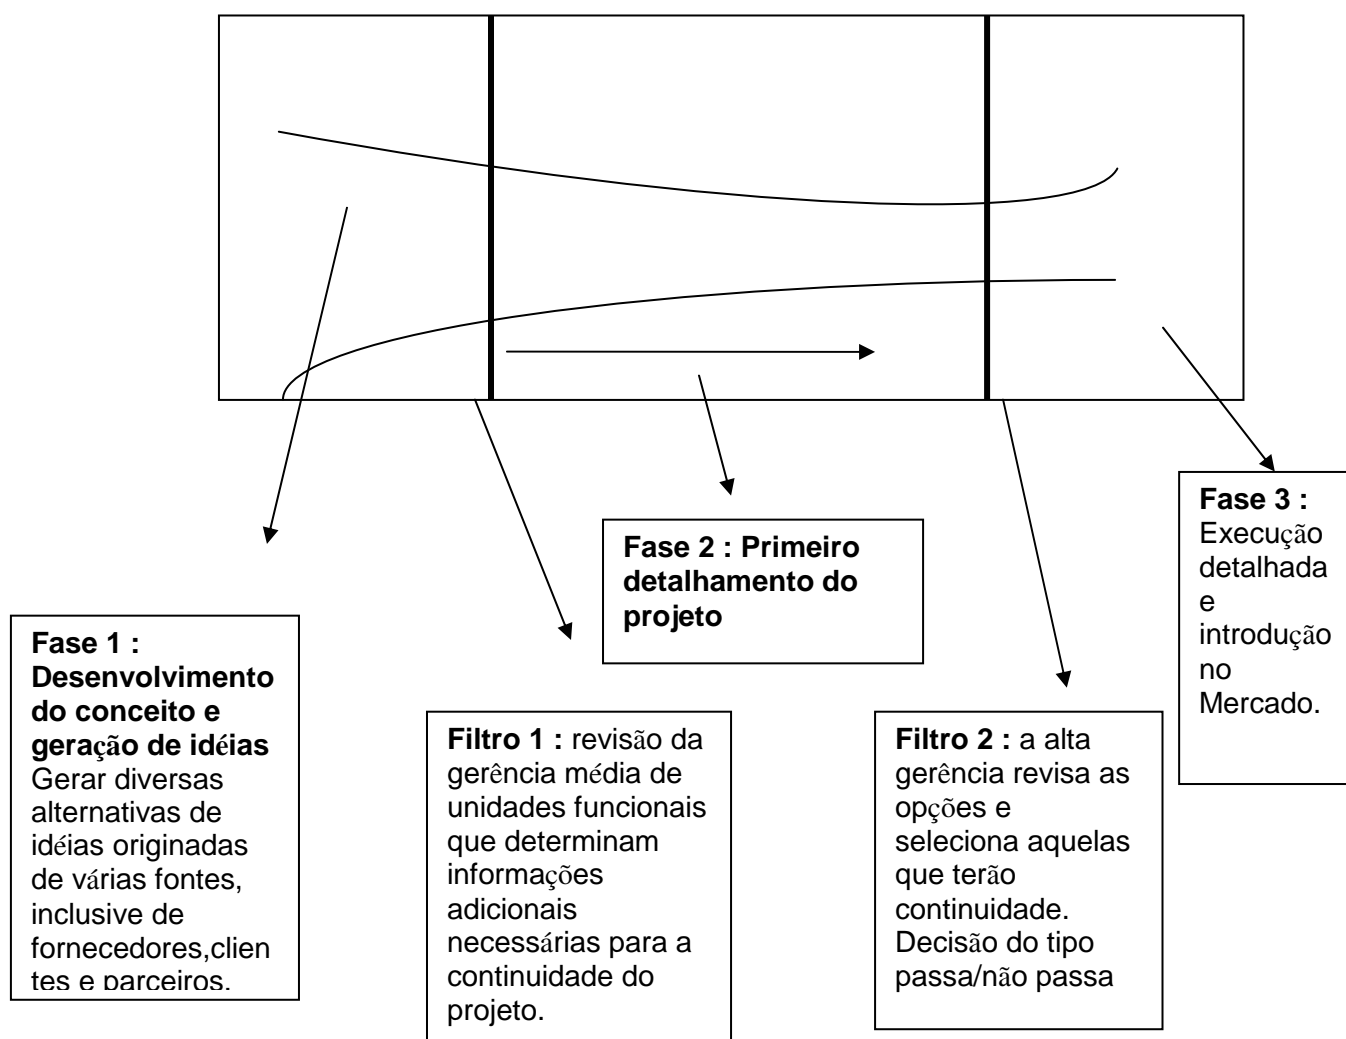 Fase 1 :
Desenvolvimento
do conceito e
geração de idéias
Gerar diversas
alternativas de
idéias originadas
de várias fontes,
inclusive de
fornecedores,clien
tes e parceiros.
Filtro 1 : revisão da
gerência média de
unidades funcionais
que determinam
informações
adicionais
necessárias para a
continuidade do
projeto.
Fase 2 : Primeiro
detalhamento do
projeto
Filtro 2 : a alta
gerência revisa as
opções e
seleciona aquelas
que terão
continuidade.
Decisão do tipo
passa/não passa
Fase 3 :
Execução
detalhada
e
introdução
no
Mercado.